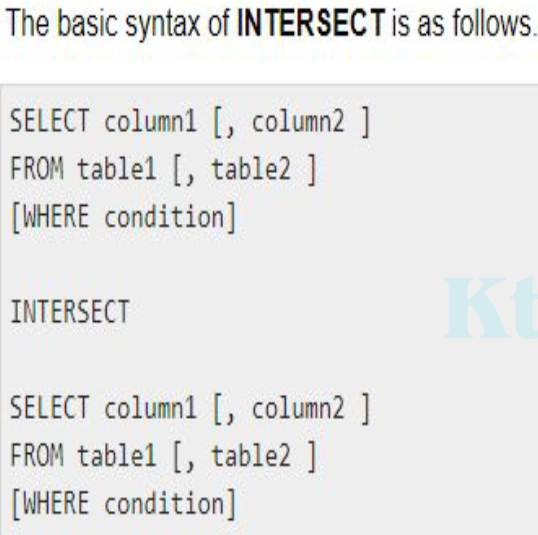 The basic syntax of INTERSECT is as follows.
SELECT column1 [, column2 ]
FROM table1 [, table2 ]
[WHERE condition]
INTERSECT
Kt
SELECT column1 [, column2 ]
FROM table1 [, table2 ]
[WHERE condition]